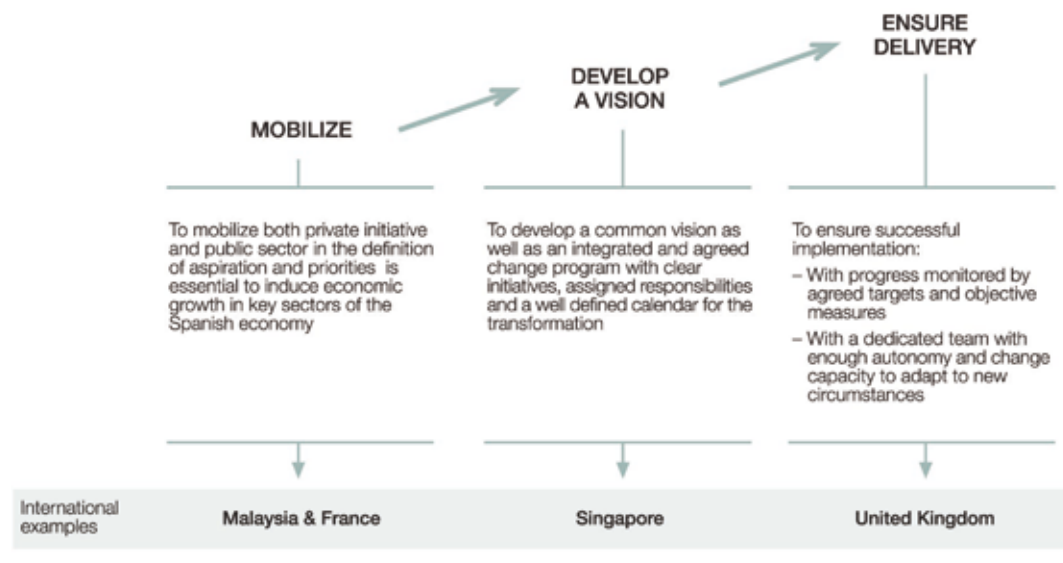 MOBILIZE
To mobilize both private initiative
and public sector in the definition
of aspiration and priorities is
essential to induce economic
growth in key sectors of the
Spanish economy
DEVELOP
A VISION
To develop a common vision as
well as an integrated and agreed
change program with clear
initiatives, assigned responsibilities
and a well defined calendar for the
transformation
ENSURE
DELIVERY
To ensure successful
implementation:
– With progress monitored by
agreed targets and objective
measures
– With a dedicated team with
enough autonomy and change
capacity to adapt to new
circumstances
International
examples
Malaysia & France
Singapore
United Kingdom